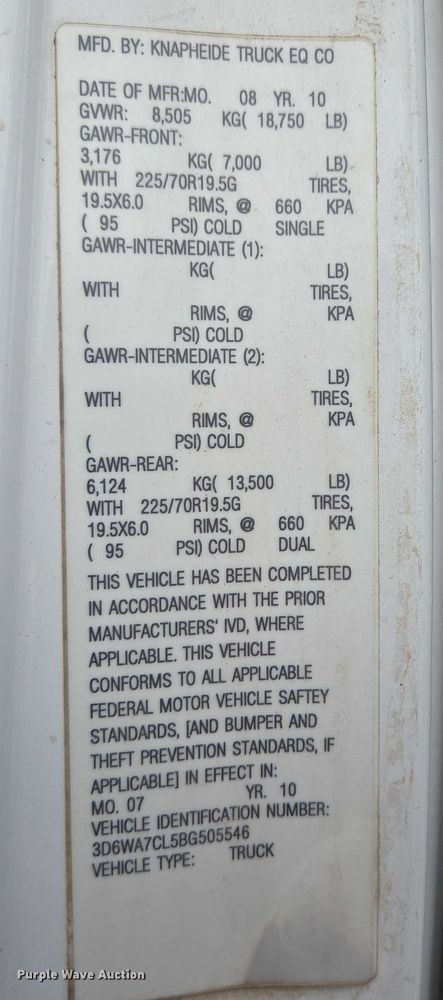 MFD. BY: KNAPHEIDE TRUCK EQ CO
DATE OF MFR:MO. 08 YR. 10
GVWR: 8,505 KG( 18,750 LB)
GAWR-FRONT:
3,176 KG( 7,000 LB)
WITH 225/70R19.5G TIRES,
19.5X6.0 RIMS, @ 660 KPA
( 95 PSI) COLD SINGLE
GAWR-INTERMEDIATE (1):
KG( LB)
WITH TIRES,
RIMS, @ KPA
( PSI) COLD
GAWR-INTERMEDIATE (2):
KG( LB)
WITH TIRES,
RIMS, @ KPA
( PSI) COLD
GAWR-REAR:
6,124 KG( 13,500 LB)
WITH 225/70R19.5G TIRES,
19.5X6.0 RIMS, @ 660 KPA
( 95 PSI) COLD DUAL
THIS VEHICLE HAS BEEN COMPLETED
IN ACCORDANCE WITH THE PRIOR
MANUFACTURERS' IVD, WHERE
APPLICABLE. THIS VEHICLE
CONFORMS TO ALL APPLICABLE
FEDERAL MOTOR VEHICLE SAFTEY
STANDARDS, [AND BUMPER AND
THEFT PREVENTION STANDARDS, IF
APPLICABLE] IN EFFECT IN:
MO. 07 YR. 10
VEHICLE IDENTIFICATION NUMBER:
3D6WA7CL5BG505546
VEHICLE TYPE: TRUCK
Purple Wave Auction